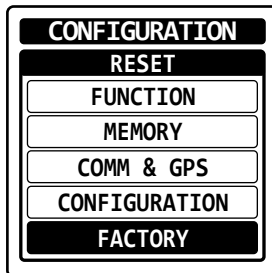 CONFIGURATION
RESET
FUNCTION
MEMORY
COMM & GPS
CONFIGURATION
FACTORY